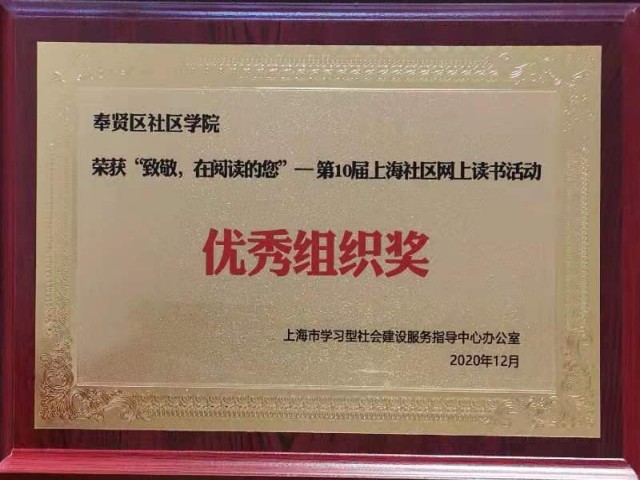 奉贤区社区学院
荣获“致敬，在阅读的您”—第10届上海社区网上读书活动
优秀组织奖
上海市学习型社会建设服务指导中心办公室
2020年12月